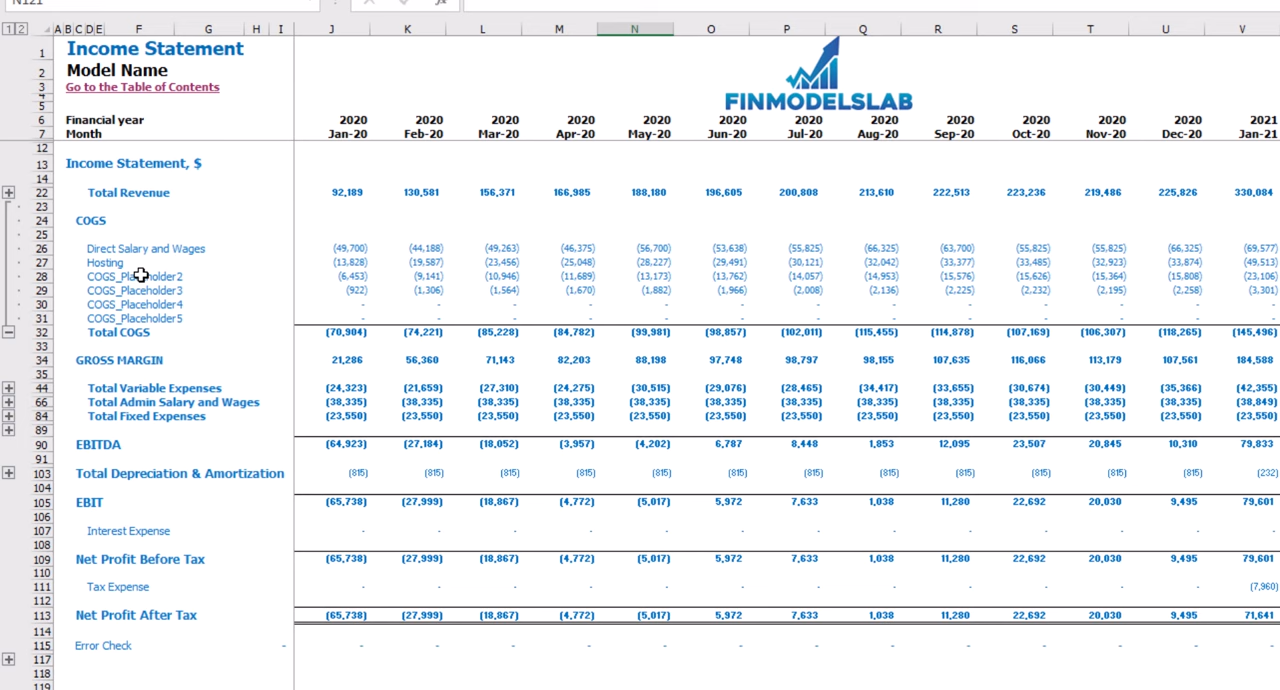 N121 fx
1 2 A B C D E F G H I J K L M N O P Q R S T U V
1 Income Statement
2 Model Name
FINMODELSLAB
3 Go to the Table of Contents
4
5
6 Financial year 2020 2020 2020 2020 2020 2020 2020 2020 2020 2020 2020 2020 2021
7 Month Jan-20 Feb-20 Mar-20 Apr-20 May-20 Jun-20 Jul-20 Aug-20 Sep-20 Oct-20 Nov-20 Dec-20 Jan-21
12
13 Income Statement, $
14
22 Total Revenue 92,189 130,581 156,371 166,985 188,180 196,605 200,808 213,610 222,513 223,236 219,486 225,826 330,084
23
24 COGS
25
26 Direct Salary and Wages (49,700) (44,188) (49,263) (46,375) (56,700) (53,638) (55,825) (66,325) (63,700) (55,825) (55,825) (66,325) (69,577)
27 Hosting (13,828) (19,587) (23,456) (25,048) (28,227) (29,491) (30,121) (32,042) (33,377) (33,485) (32,923) (33,874) (49,513)
28 COGS_Placeholder2 (6,453) (9,141) (10,946) (11,689) (13,173) (13,762) (14,057) (14,953) (15,576) (15,626) (15,364) (15,808) (23,106)
29 COGS_Placeholder3 (922) (1,306) (1,564) (1,670) (1,882) (1,966) (2,008) (2,136) (2,225) (2,232) (2,195) (2,258) (3,301)
30 COGS_Placeholder4 - - - - - - - - - - - - -
31 COGS_Placeholder5 - - - - - - - - - - - - -
32 Total COGS (70,904) (74,221) (85,228) (84,782) (99,981) (98,857) (102,011) (115,455) (114,878) (107,169) (106,307) (118,265) (145,496)
33
34 GROSS MARGIN 21,286 56,360 71,143 82,203 88,198 97,748 98,797 98,155 107,635 116,066 113,179 107,561 184,588
35
44 Total Variable Expenses (24,323) (21,659) (27,310) (24,275) (30,515) (29,076) (28,465) (34,417) (33,655) (30,674) (30,449) (35,366) (42,355)
66 Total Admin Salary and Wages (38,335) (38,335) (38,335) (38,335) (38,335) (38,335) (38,335) (38,335) (38,335) (38,335) (38,335) (38,335) (38,849)
84 Total Fixed Expenses (23,550) (23,550) (23,550) (23,550) (23,550) (23,550) (23,550) (23,550) (23,550) (23,550) (23,550) (23,550) (23,550)
89
90 EBITDA (64,923) (27,184) (18,052) (3,957) (4,202) 6,787 8,448 1,853 12,095 23,507 20,845 10,310 79,833
91
103 Total Depreciation & Amortization (815) (815) (815) (815) (815) (815) (815) (815) (815) (815) (815) (815) (232)
104
105 EBIT (65,738) (27,999) (18,867) (4,772) (5,017) 5,972 7,633 1,038 11,280 22,692 20,030 9,495 79,601
106
107 Interest Expense - - - - - - - - - - - - -
108
109 Net Profit Before Tax (65,738) (27,999) (18,867) (4,772) (5,017) 5,972 7,633 1,038 11,280 22,692 20,030 9,495 79,601
110
111 Tax Expense - - - - - - - - - - - - (7,960)
112
113 Net Profit After Tax (65,738) (27,999) (18,867) (4,772) (5,017) 5,972 7,633 1,038 11,280 22,692 20,030 9,495 71,641
114
115 Error Check - - - - - - - - - - - - - -
117
118
119